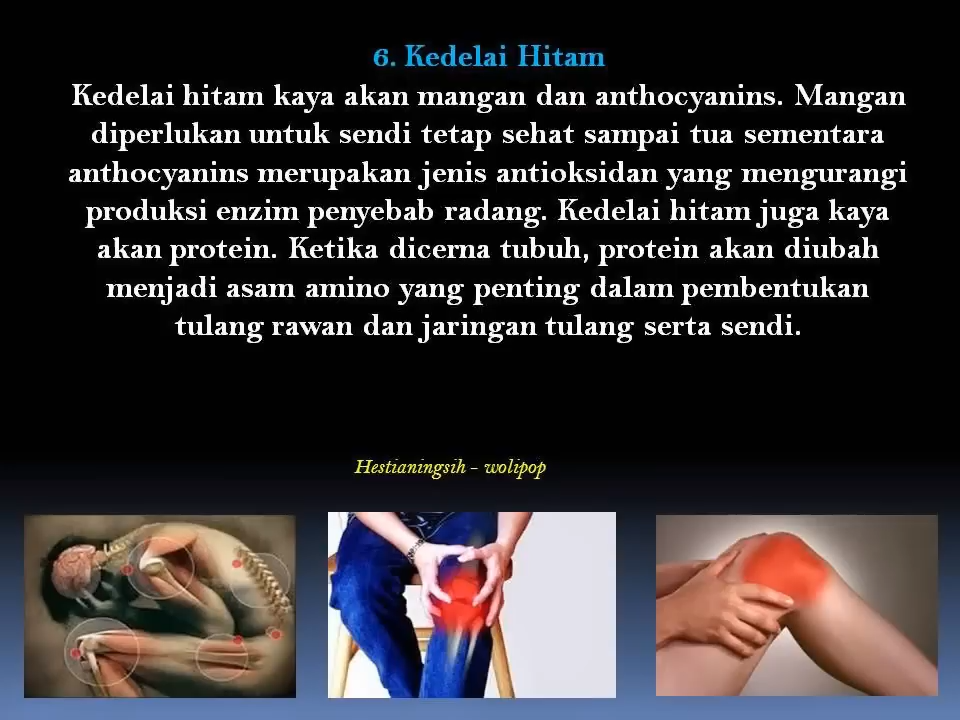 6. Kedelai Hitam
Kedelai hitam kaya akan mangan dan anthocyanins. Mangan
diperlukan untuk sendi tetap sehat sampai tua sementara
anthocyanins merupakan jenis antioksidan yang mengurangi
produksi enzim penyebab radang. Kedelai hitam juga kaya
akan protein. Ketika dicerna tubuh, protein akan diubah
menjadi asam amino yang penting dalam pembentukan
tulang rawan dan jaringan tulang serta sendi.
Hestianingsih - wolipop